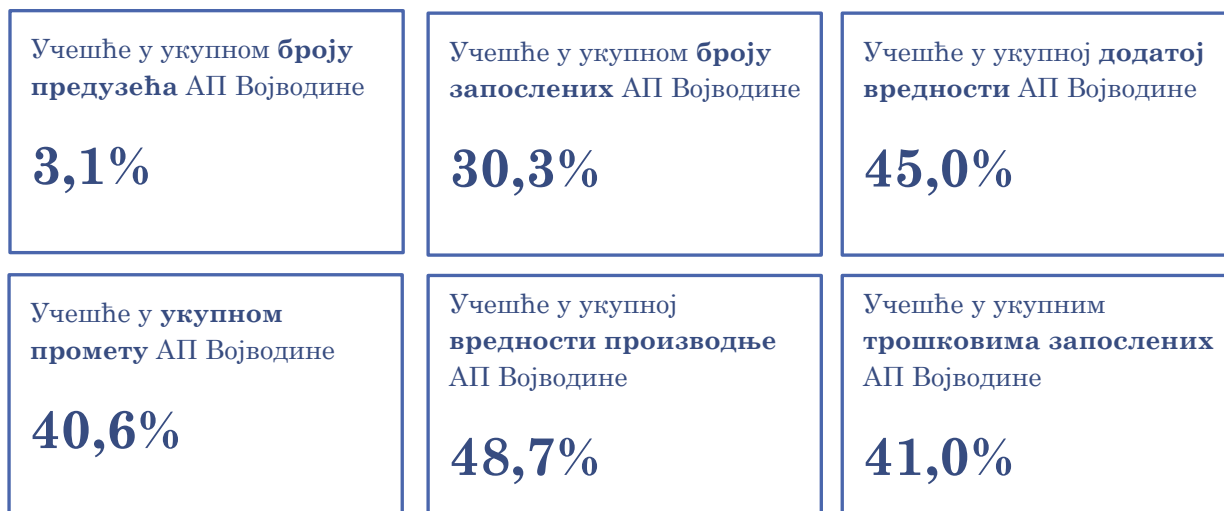 Учешће у укупном броју
предузећа АП Војводине
3,1%
Учешће у укупном броју
запослених АП Војводине
30,3%
Учешће у укупној додатој
вредности АП Војводине
45,0%
Учешће у укупном
промету АП Војводине
40,6%
Учешће у укупној
вредности производње
АП Војводине
48,7%
Учешће у укупним
трошковима запослених
АП Војводине
41,0%